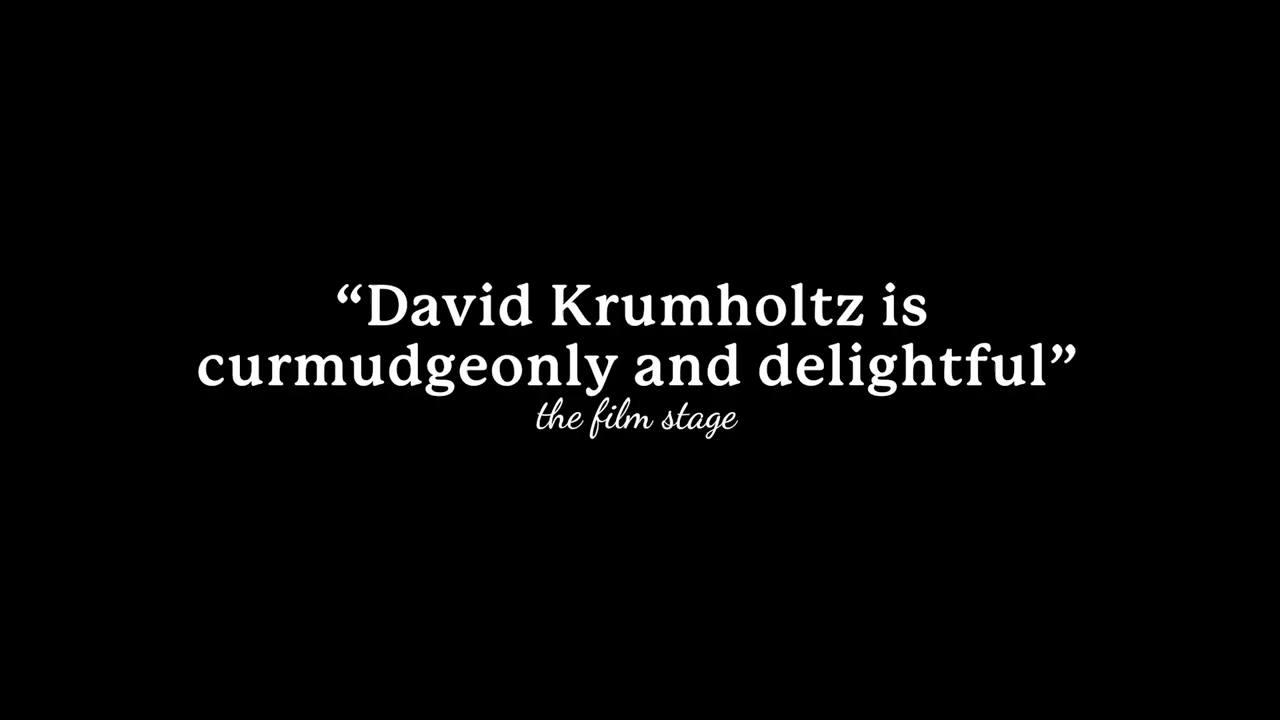 “David Krumholtz is
curmudgeonly and delightful”
the film stage